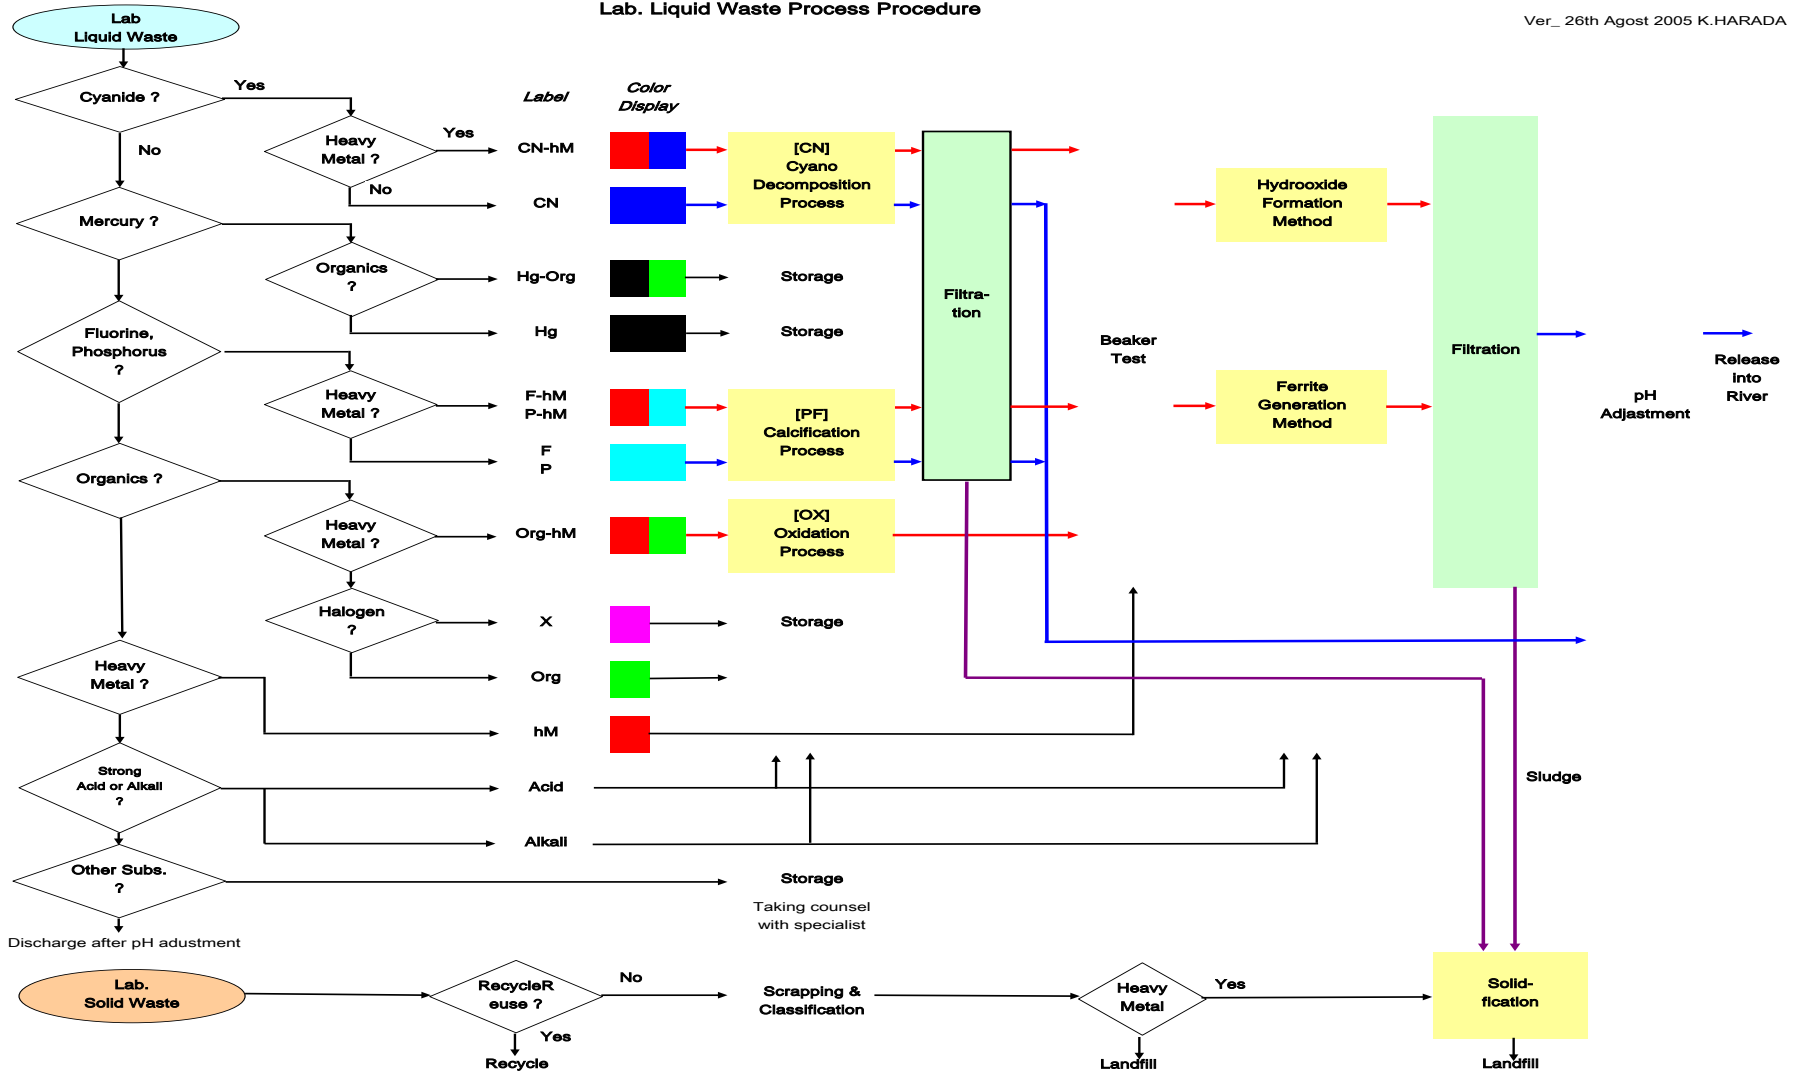 Lab. Liquid Waste Process Procedure
Ver_ 26th Agost 2005 K.HARADA
Lab
Liquid Waste
Cyanide ?
Yes
No
Heavy
Metal ?
Yes
No
Label
Color
Display
CN-hM
CN
[CN]
Cyano
Decomposition
Process
Mercury ?
Organics
?
Hg-Org
Storage
Hg
Storage
Filtra-
tion
Fluorine,
Phosphorus
?
Heavy
Metal ?
F-hM
P-hM
F
P
[PF]
Calcification
Process
Beaker
Test
Hydrooxide
Formation
Method
Ferrite
Generation
Method
Filtration
pH
Adjastment
Release
into
River
Organics ?
Heavy
Metal ?
Org-hM
[OX]
Oxidation
Process
Halogen
?
X
Storage
Org
Heavy
Metal ?
hM
Strong
Acid or Alkali
?
Acid
Alkali
Sludge
Other Subs.
?
Storage
Taking counsel
with specialist
Discharge after pH adustment
Lab.
Solid Waste
RecycleR
euse ?
No
Yes
Recycle
Scrapping &
Classification
Heavy
Metal
Yes
Landfill
Solid-
fication
Landfill